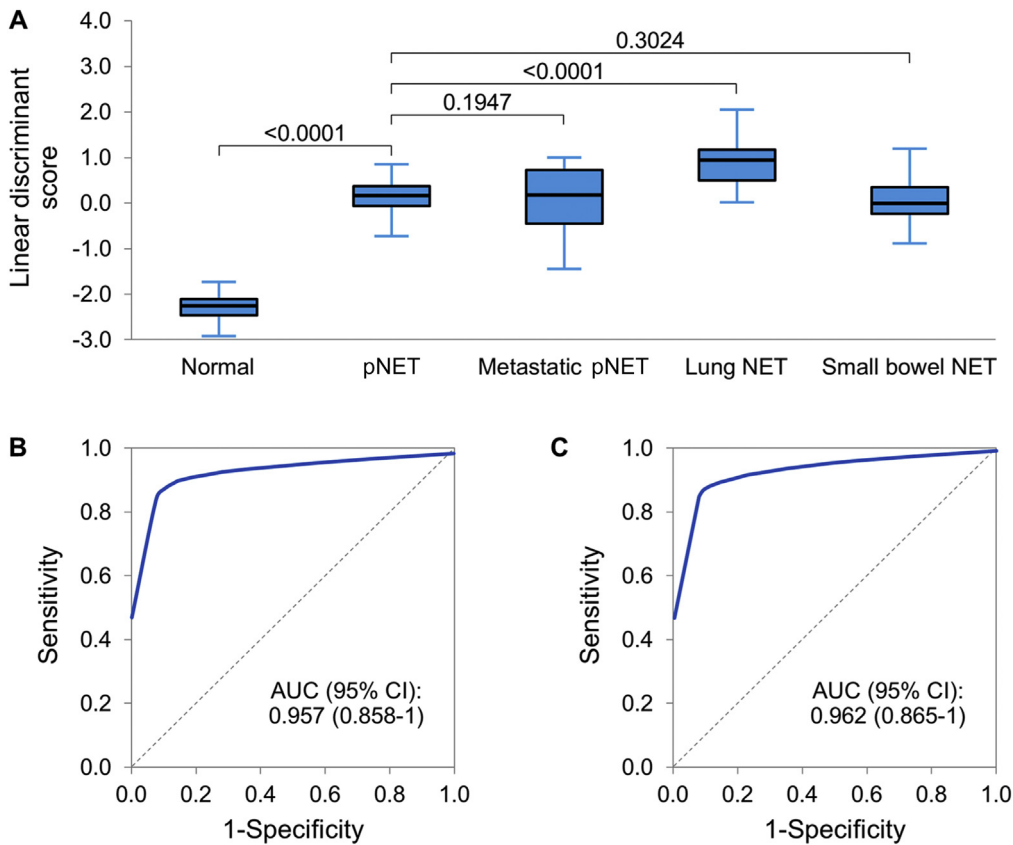 A
Linear discriminant
score
4.0
3.0
2.0
1.0
0.0
-1.0
-2.0
-3.0
0.3024
<0.0001
0.1947
<0.0001
Normal
pNET
Metastatic pNET
Lung NET
Small bowel NET
B
Sensitivity
1.0
0.8
0.6
0.4
0.2
0.0
AUC (95% CI):
0.957 (0.858-1)
0.0 0.2 0.4 0.6 0.8 1.0
1-Specificity
C
Sensitivity
1.0
0.8
0.6
0.4
0.2
0.0
AUC (95% CI):
0.962 (0.865-1)
0.0 0.2 0.4 0.6 0.8 1.0
1-Specificity